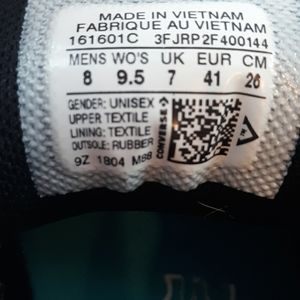 MADE IN VIETNAM
FABRIQUE AU VIETNAM
161601C 3FJRP2F400144
MENS WO'S UK EUR CM
8 9.5 7 41 26
GENDER: UNISEX
UPPER TEXTILE
LINING: TEXTILE
OUTSOLE: RUBBER
9Z 1804 M88
CONVERSE